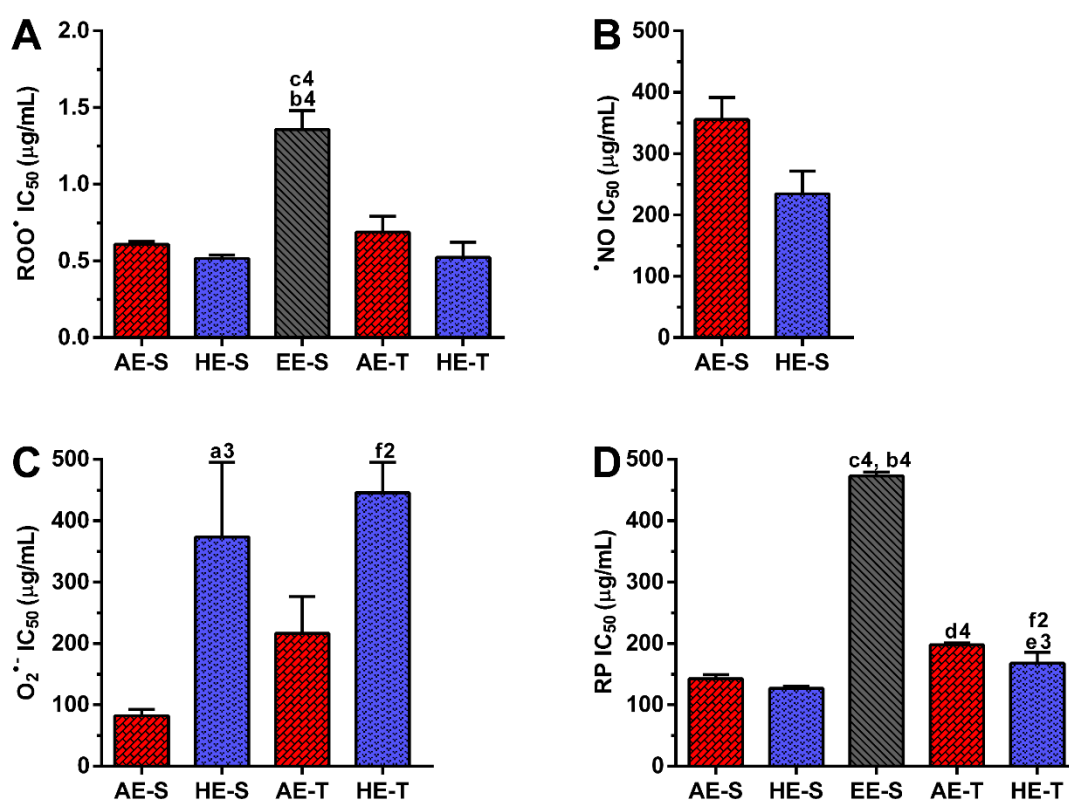 A
ROO• IC50 (μg/mL)
2.0
1.5
1.0
0.5
0.0
c4
b4
AE-S HE-S EE-S AE-T HE-T
B
•NO IC50 (μg/mL)
500
400
300
200
100
0
AE-S HE-S
C
O2•- IC50 (μg/mL)
500
400
300
200
100
0
a3 f2
AE-S HE-S AE-T HE-T
D
RP IC50 (μg/mL)
500
400
300
200
100
0
c4, b4
d4
f2
e3
AE-S HE-S EE-S AE-T HE-T